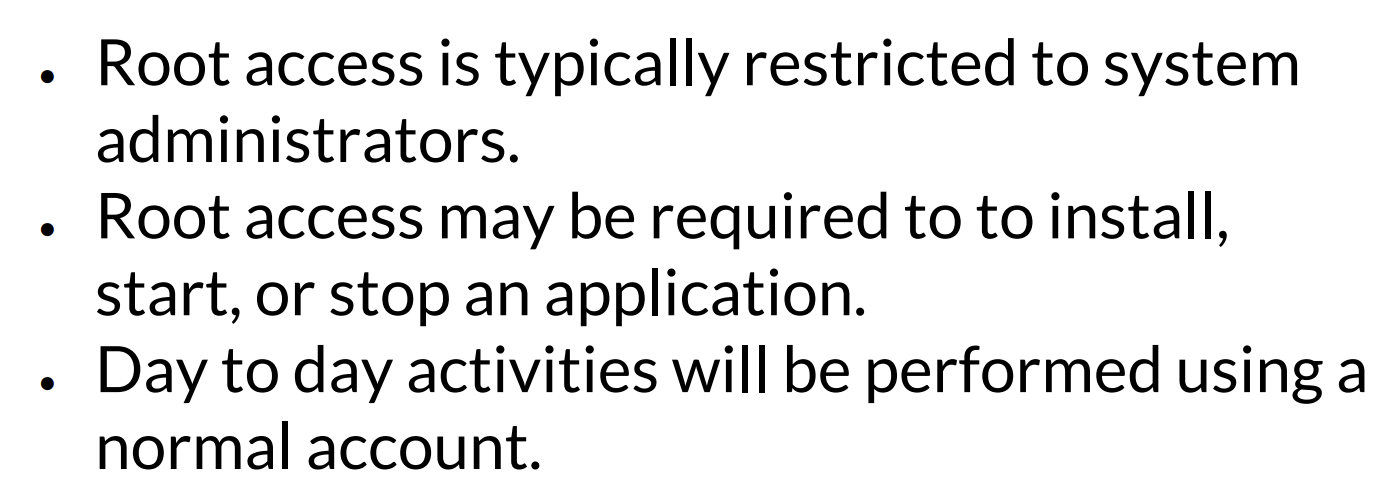 • Root access is typically restricted to system
administrators.
• Root access may be required to to install,
start, or stop an application.
• Day to day activities will be performed using a
normal account.